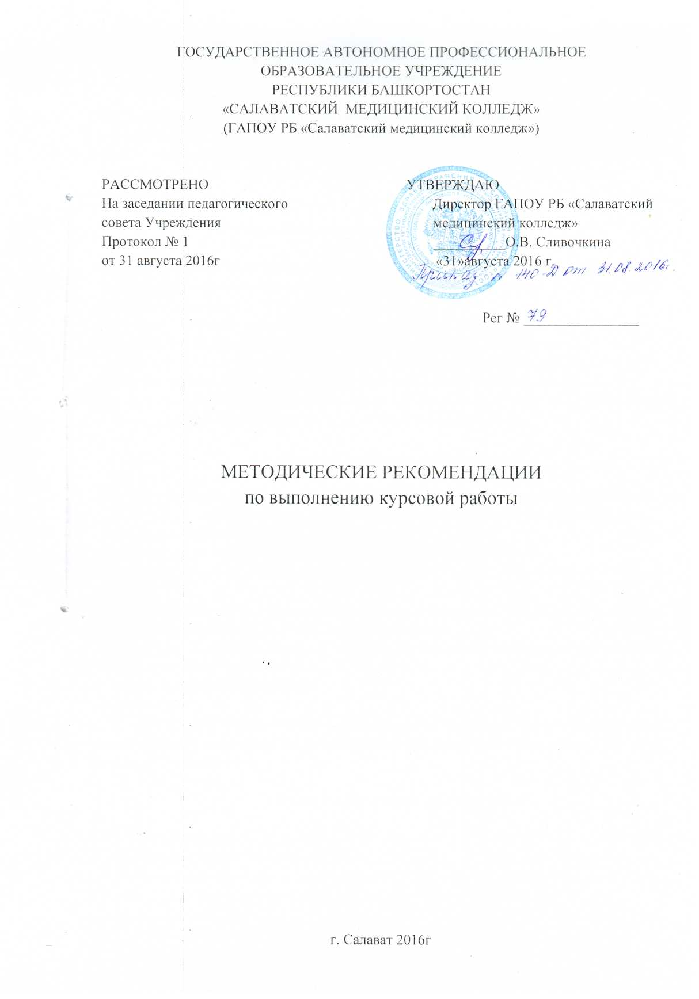 ГОСУДАРСТВЕННОЕ АВТОНОМНОЕ ПРОФЕССИОНАЛЬНОЕ
ОБРАЗОВАТЕЛЬНОЕ УЧРЕЖДЕНИЕ
РЕСПУБЛИКИ БАШКОРТОСТАН
«САЛАВАТСКИЙ МЕДИЦИНСКИЙ КОЛЛЕДЖ»
(ГАПОУ РБ «Салаватский медицинский колледж»)
РАССМОТРЕНО
На заседании педагогического
совета Учреждения
Протокол № 1
от 31 августа 2016г
УТВЕРЖДАЮ
Директор ГАПОУ РБ «Салаватский
медицинский колледж»
О.В. Сливочкина
«31»августа 2016 г.
Приказ № 140-Д от 31.08.2016г.
Рег № 79
МЕТОДИЧЕСКИЕ РЕКОМЕНДАЦИИ
по выполнению курсовой работы
г. Салават 2016г